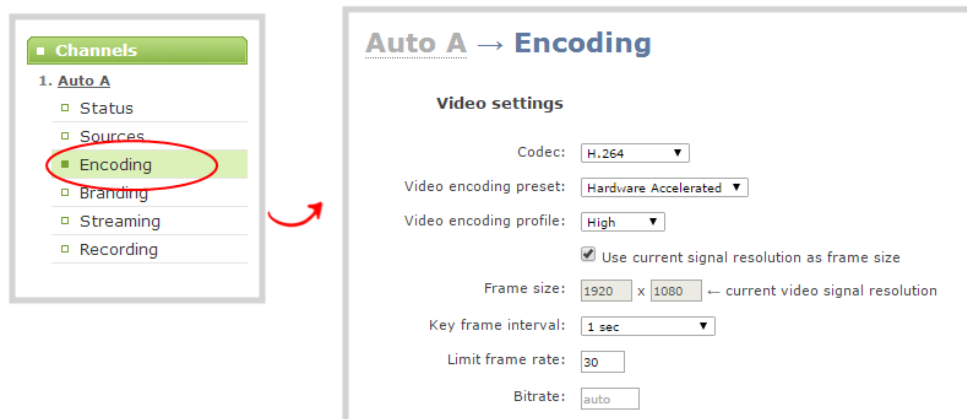 Channels
1. Auto A
Status
Sources
Encoding
Branding
Streaming
Recording
Auto A → Encoding
Video settings
Codec: H.264
Video encoding preset: Hardware Accelerated
Video encoding profile: High
Use current signal resolution as frame size
Frame size: 1920 x 1080 ← current video signal resolution
Key frame interval: 1 sec
Limit frame rate: 30
Bitrate: auto